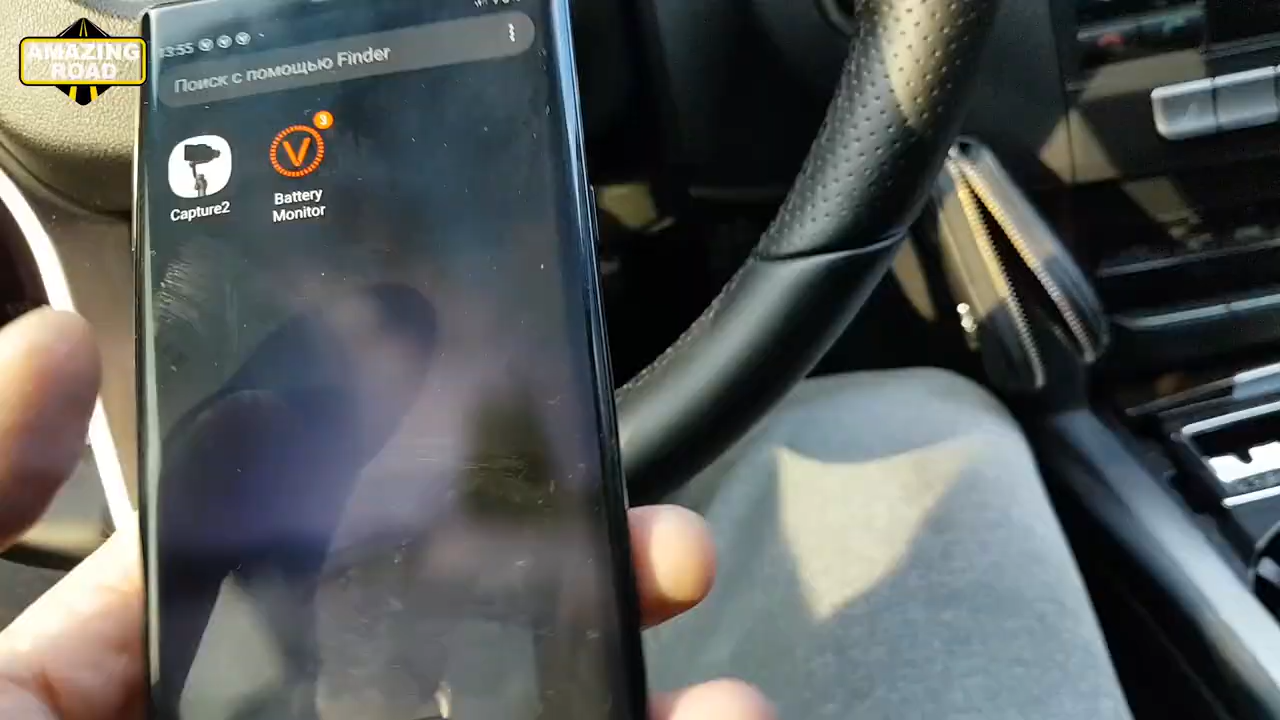 AMAZING
ROAD
13:55
Поиск с помощью Finder
3
Capture2
Battery
Monitor